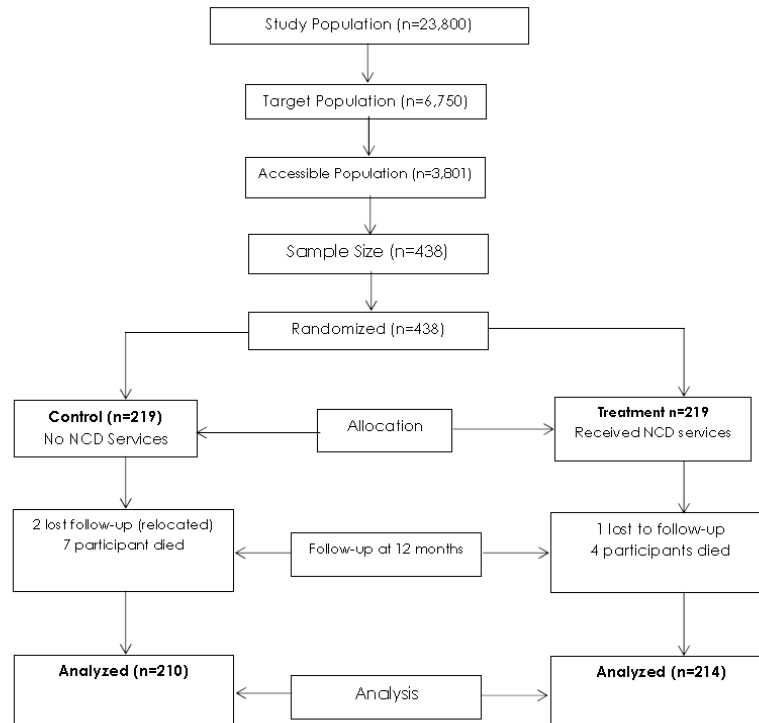 Study Population (n=23,800)
Target Population (n=6,750)
Accessible Population (n=3,801)
Sample Size (n=438)
Randomized (n=438)
Control (n=219)
No NCD Services
Allocation
Treatment n=219
Received NCD services
2 lost follow-up (relocated)
7 participant died
Follow-up at 12 months
1 lost to follow-up
4 participants died
Analyzed (n=210)
Analysis
Analyzed (n=214)